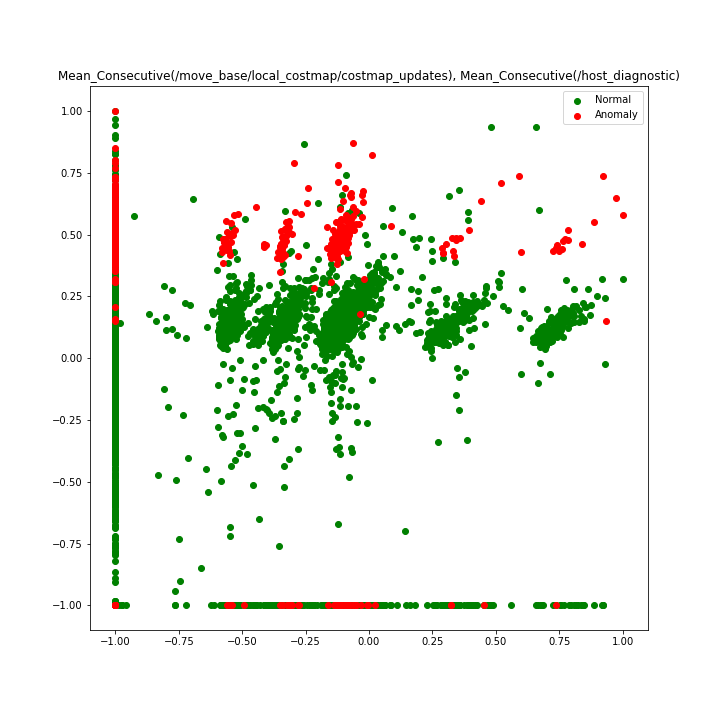 Mean_Consecutive(/move_base/local_costmap/costmap_updates), Mean_Consecutive(/host_diagnostic)
Normal
Anomaly
1.00
0.75
0.50
0.25
0.00
−0.25
−0.50
−0.75
−1.00
−1.00 −0.75 −0.50 −0.25 0.00 0.25 0.50 0.75 1.00